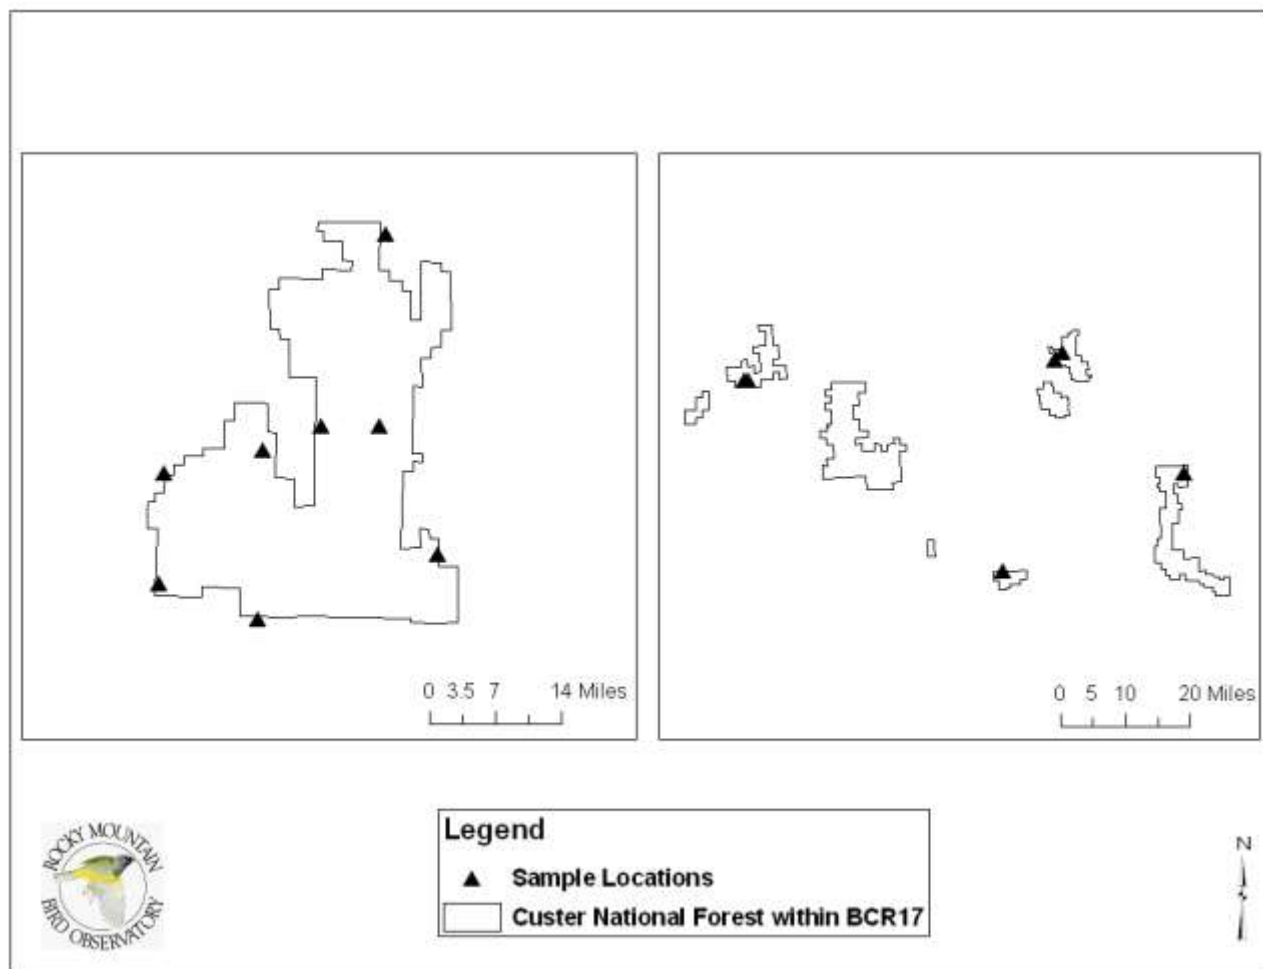 0 3.5 7 14 Miles
0 5 10 20 Miles
ROCKY MOUNTAIN
BIRD OBSERVATORY
Legend
Sample Locations
Custer National Forest within BCR17
N